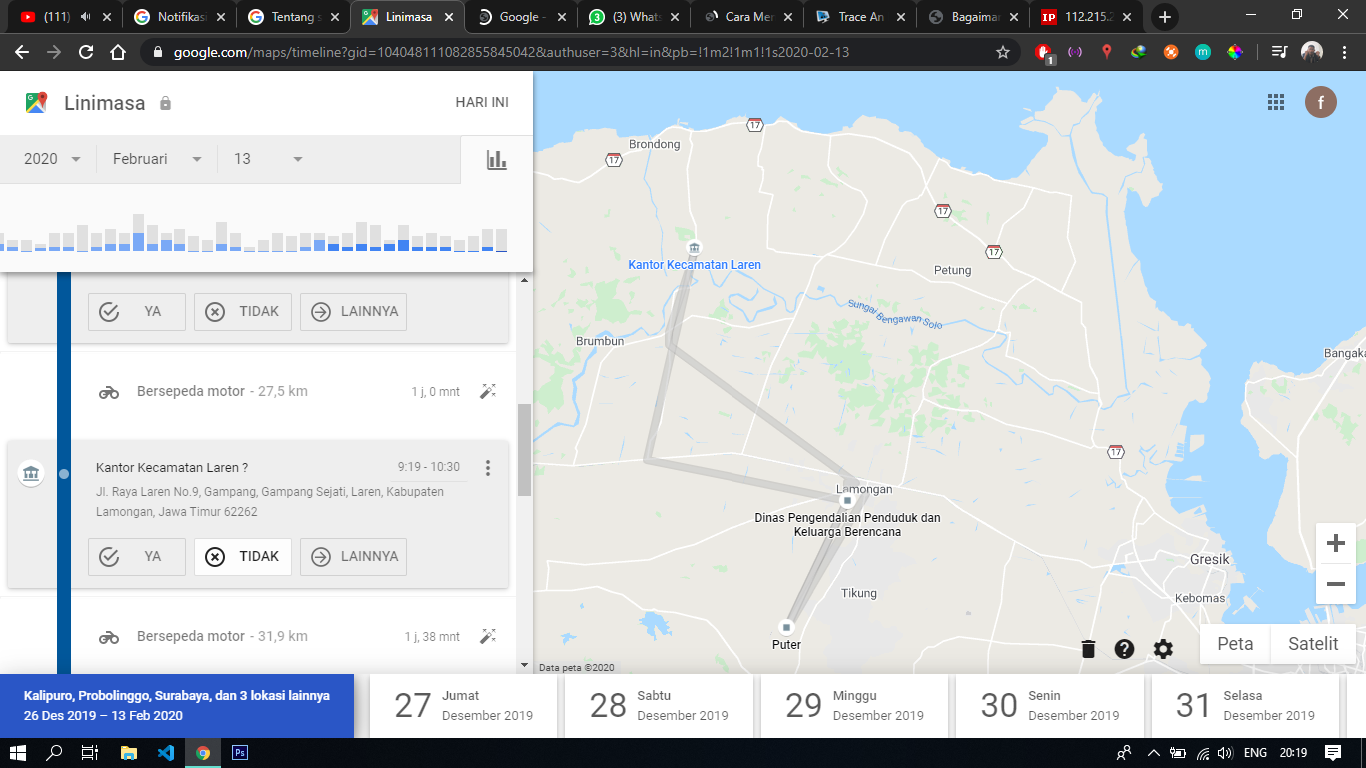 (111)
Notifikasi
Tentang s
Linimasa
Google -
(3) Whats
Cara Mer
Trace An
Bagaimar
IP
112.215.2
google.com/maps/timeline?gid=104048111082855845042&authuser=3&hl=in&pb=!1m2!1m1!1s2020-02-13
1
Linimasa
HARI INI
2020
Februari
13
YA
TIDAK
LAINNYA
Bersepeda motor - 27,5 km
1 j, 0 mnt
Kantor Kecamatan Laren ?
9:19 - 10:30
Jl. Raya Laren No.9, Gampang, Gampang Sejati, Laren, Kabupaten
Lamongan, Jawa Timur 62262
YA
TIDAK
LAINNYA
Bersepeda motor - 31,9 km
1 j, 38 mnt
f
17
Brondong
17
17
Kantor Kecamatan Laren
17
Petung
Sungai Bengawan Solo
Brumbun
Bangaka
17
Lamongan
Dinas Pengendalian Penduduk dan
Keluarga Berencana
Gresik
Tikung
Kebomas
Puter
Peta
Satelit
Data peta ©2020
Kalipuro, Probolinggo, Surabaya, dan 3 lokasi lainnya
26 Des 2019 – 13 Feb 2020
27
Jumat
Desember 2019
28
Sabtu
Desember 2019
29
Minggu
Desember 2019
30
Senin
Desember 2019
31
Selasa
Desember 2019
Ps
ENG
20:19